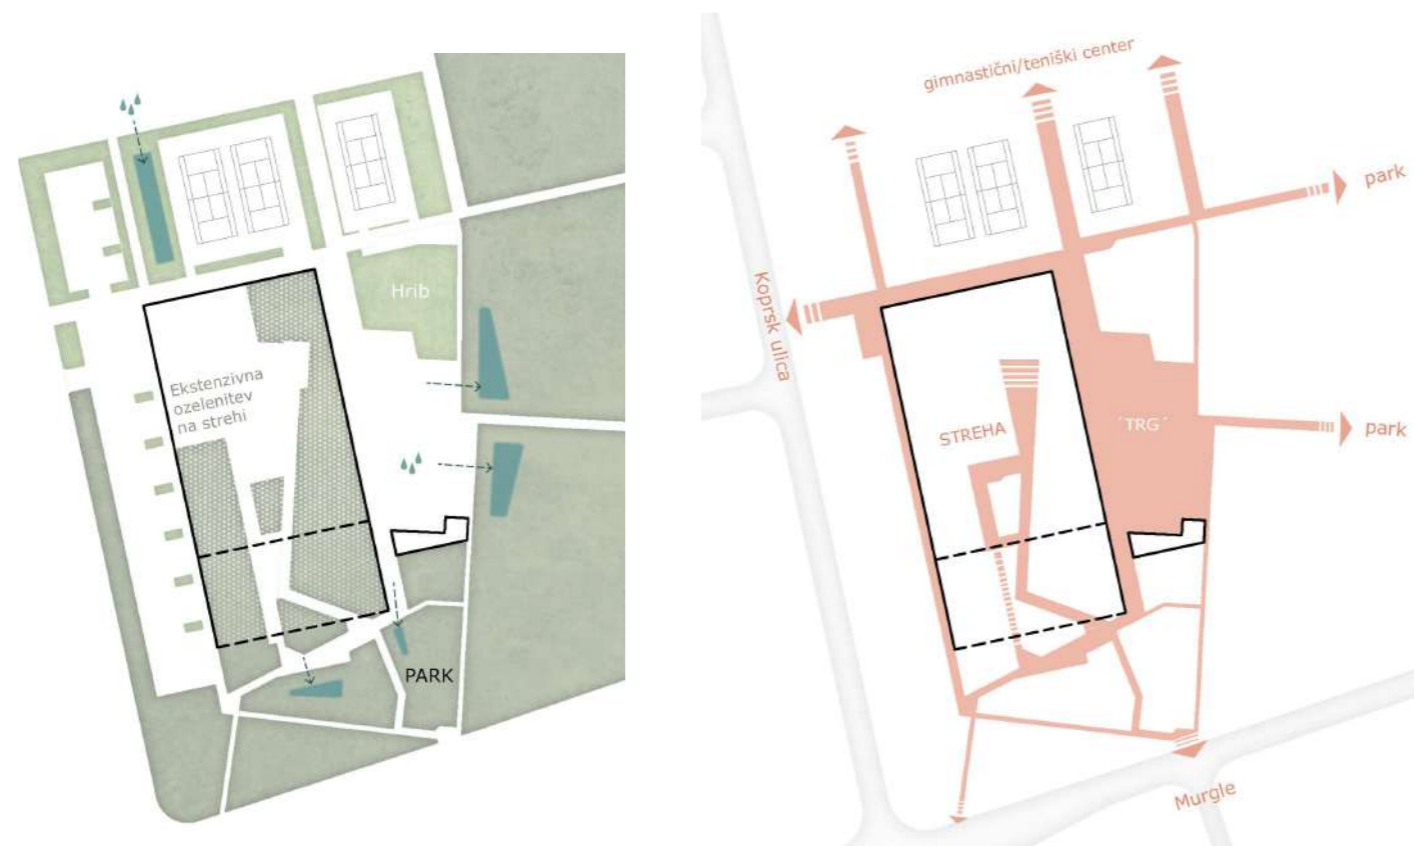 Hrib
Ekstenzivna
ozelenitev
na strehi
PARK
gimnastični/teniški center
park
Koprsk ulica
STREHA
"TRG"
park
Murgle